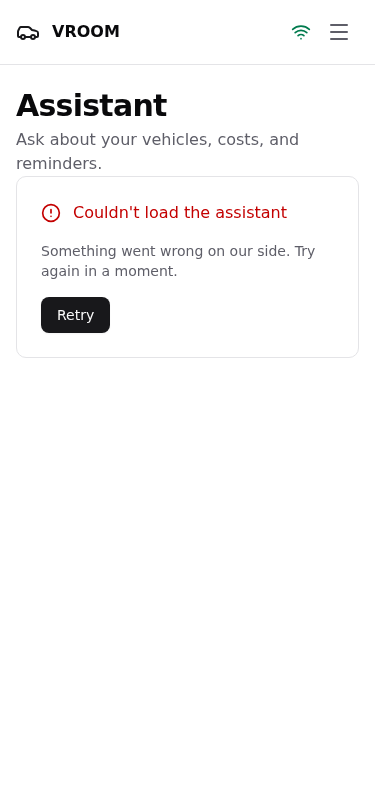 VROOM
Assistant
Ask about your vehicles, costs, and
reminders.
Couldn't load the assistant
Something went wrong on our side. Try
again in a moment.
Retry